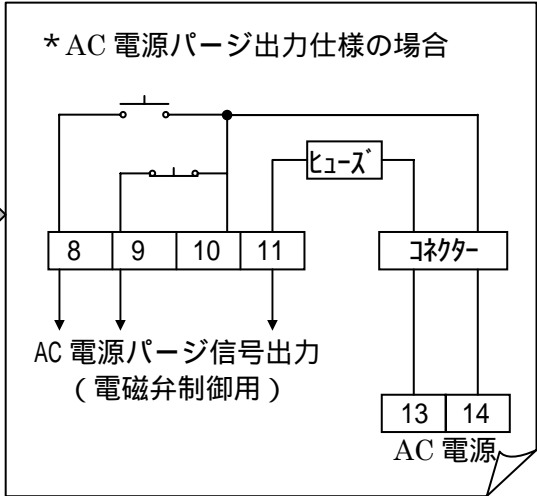 *AC 電源パージ出力仕様の場合
ヒューズ
8 9 10 11
コネクター
AC 電源パージ信号出力
(電磁弁制御用)
13 14
AC 電源